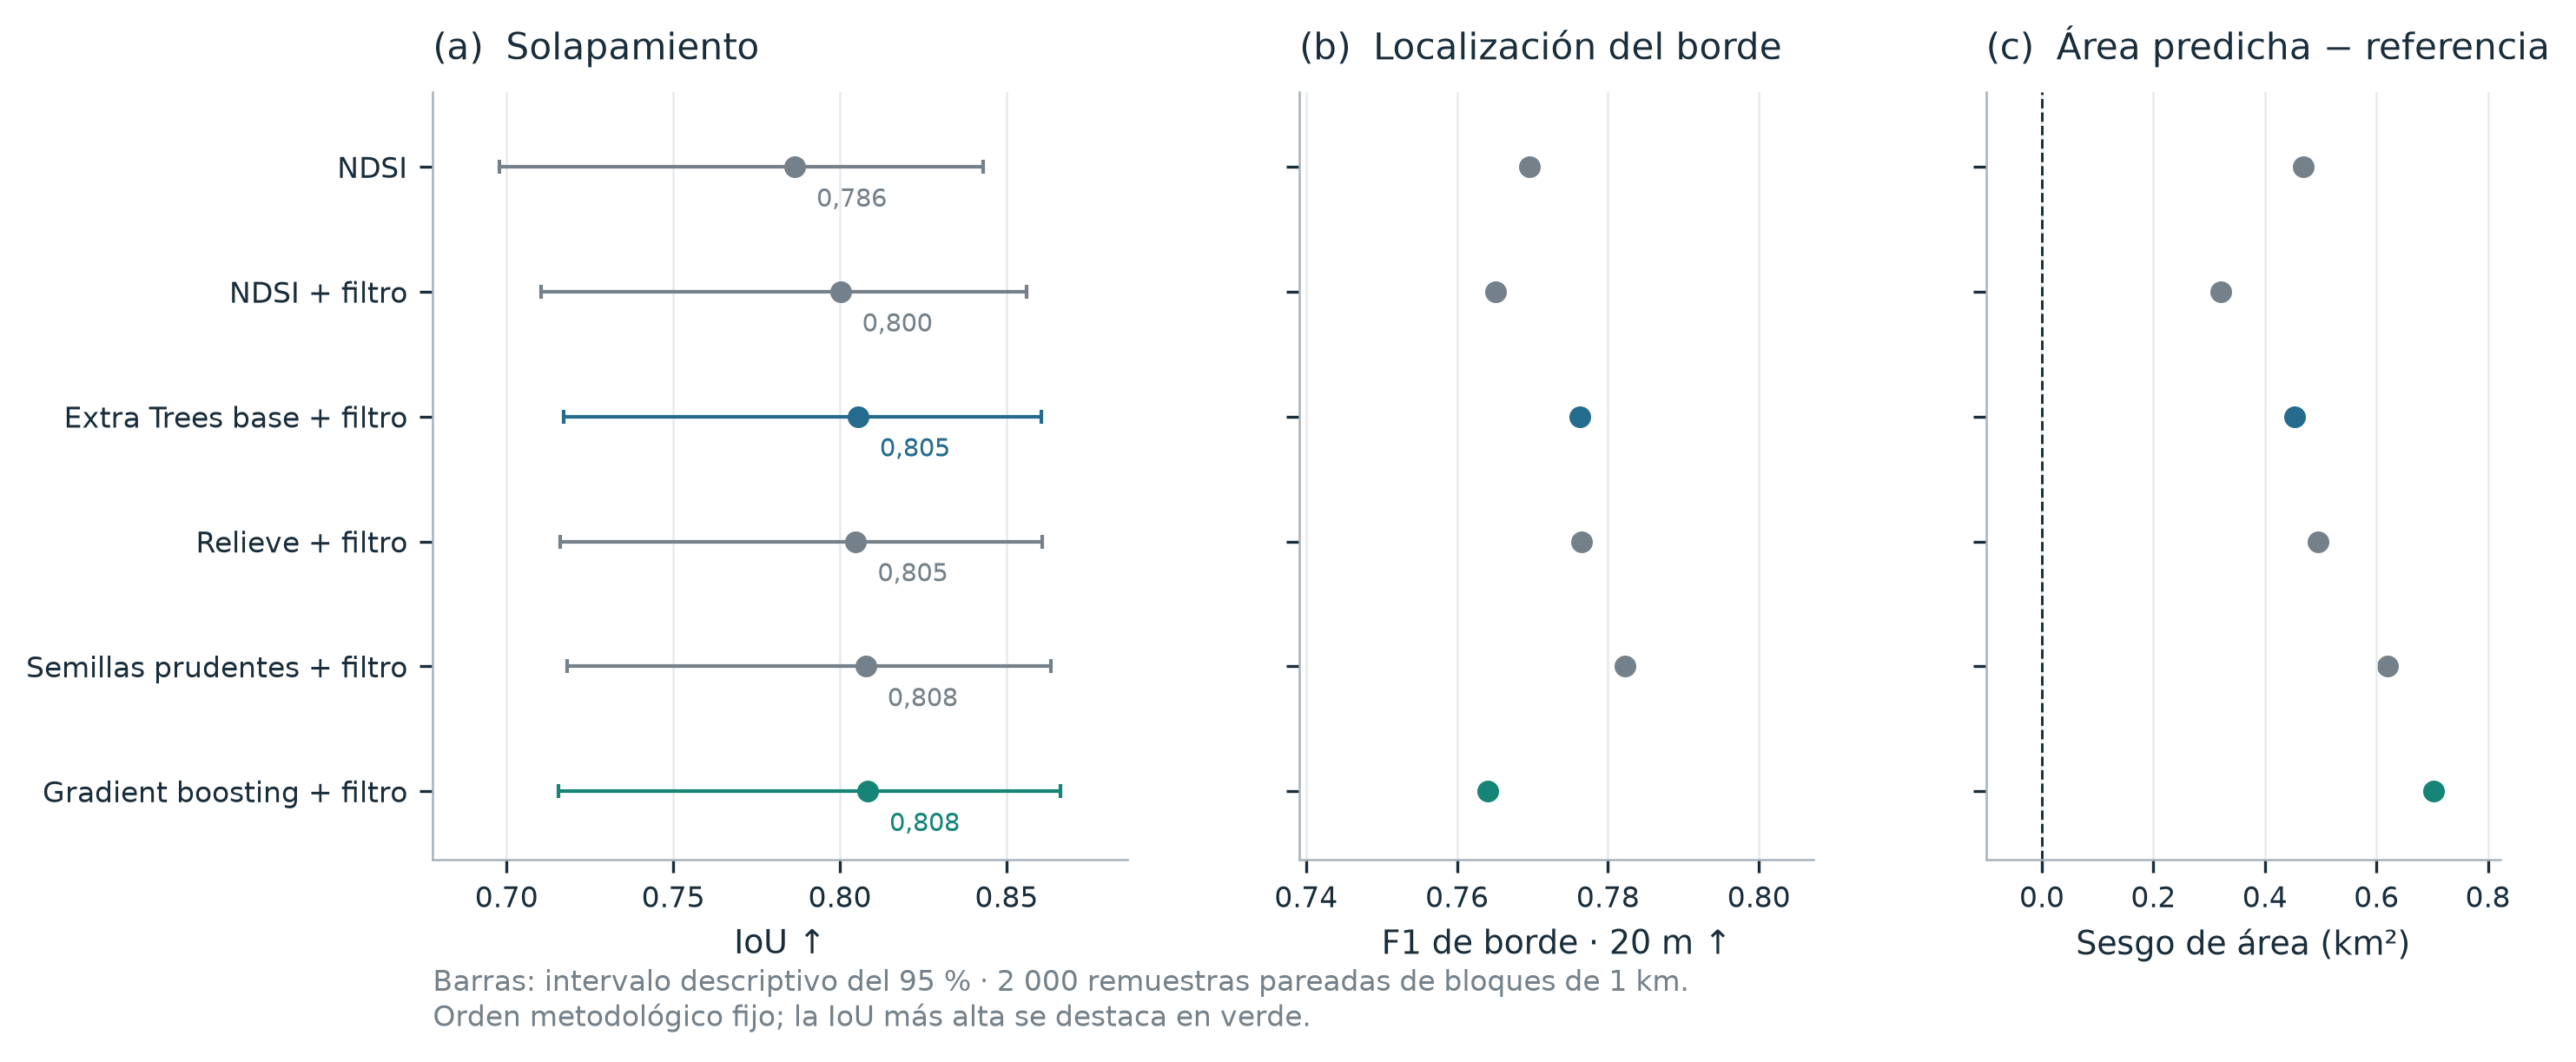 (a)  Solapamiento
(b)  Localización del borde
(c)  Área predicha − referencia
NDSI
0,786
NDSI + filtro
0,800
Extra Trees base + filtro
0,805
Relieve + filtro
0,805
Semillas prudentes + filtro
0,808
Gradient boosting + filtro
0,808
0.70 0.75 0.80 0.85
IoU ↑
0.74 0.76 0.78 0.80
F1 de borde · 20 m ↑
0.0 0.2 0.4 0.6 0.8
Sesgo de área (km²)
Barras: intervalo descriptivo del 95 % · 2 000 remuestras pareadas de bloques de 1 km.
Orden metodológico fijo; la IoU más alta se destaca en verde.